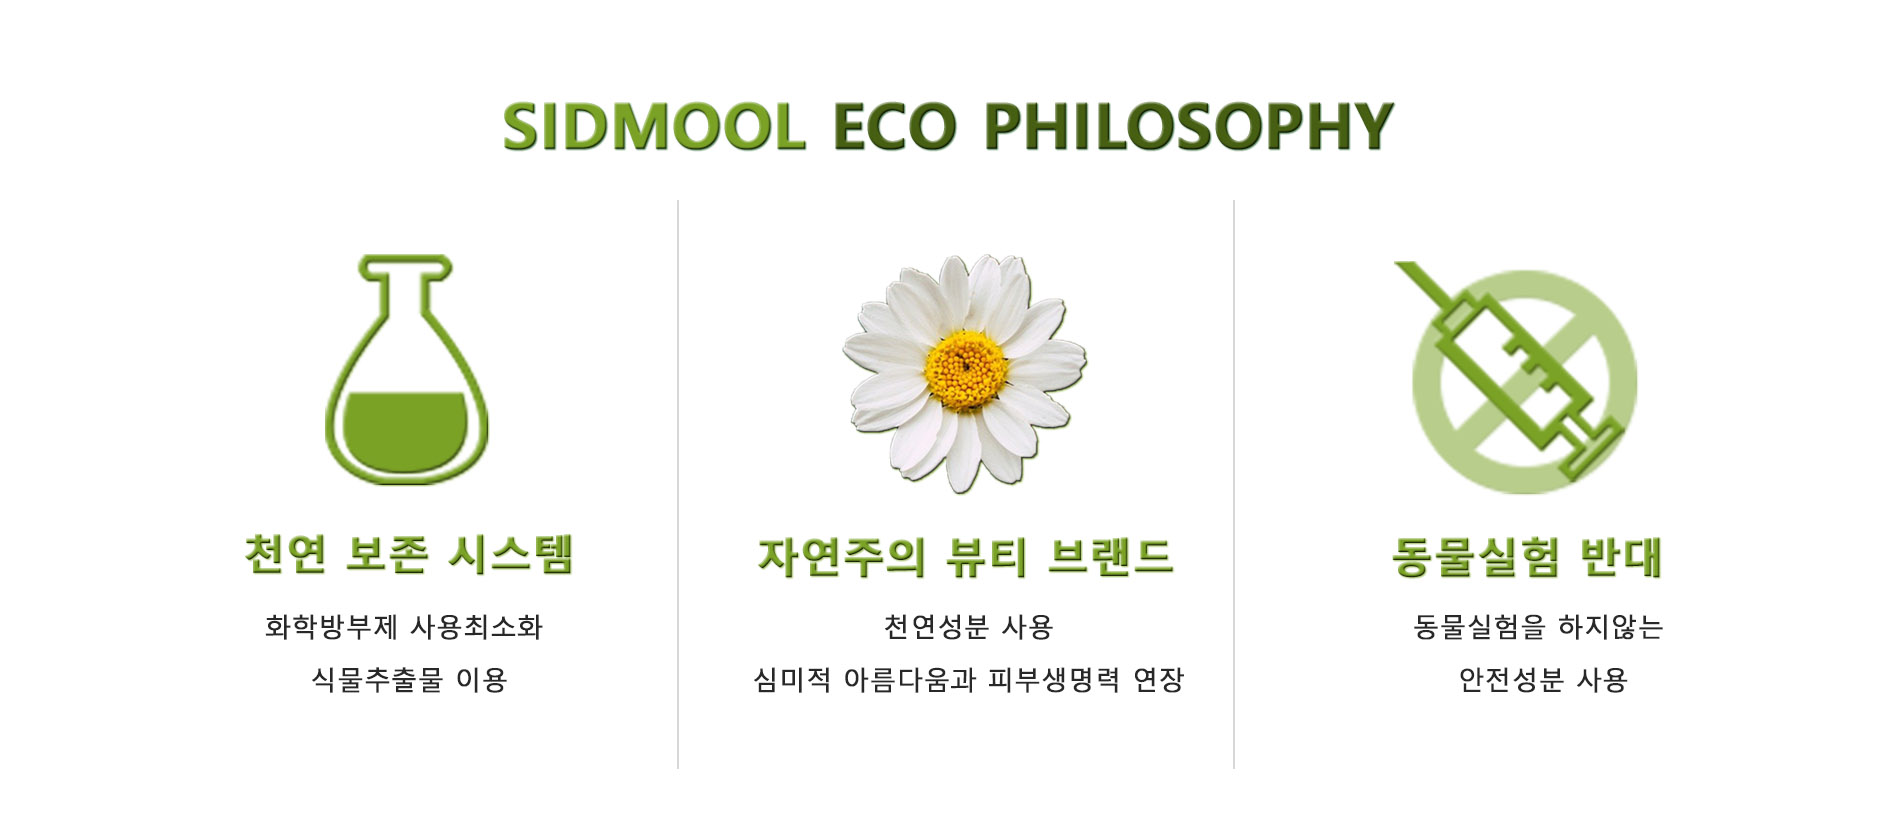 SIDMOOL ECO PHILOSOPHY
천연 보존 시스템
화학방부제 사용최소화
식물추출물 이용
자연주의 뷰티 브랜드
천연성분 사용
심미적 아름다움과 피부생명력 연장
동물실험 반대
동물실험을 하지않는
안전성분 사용